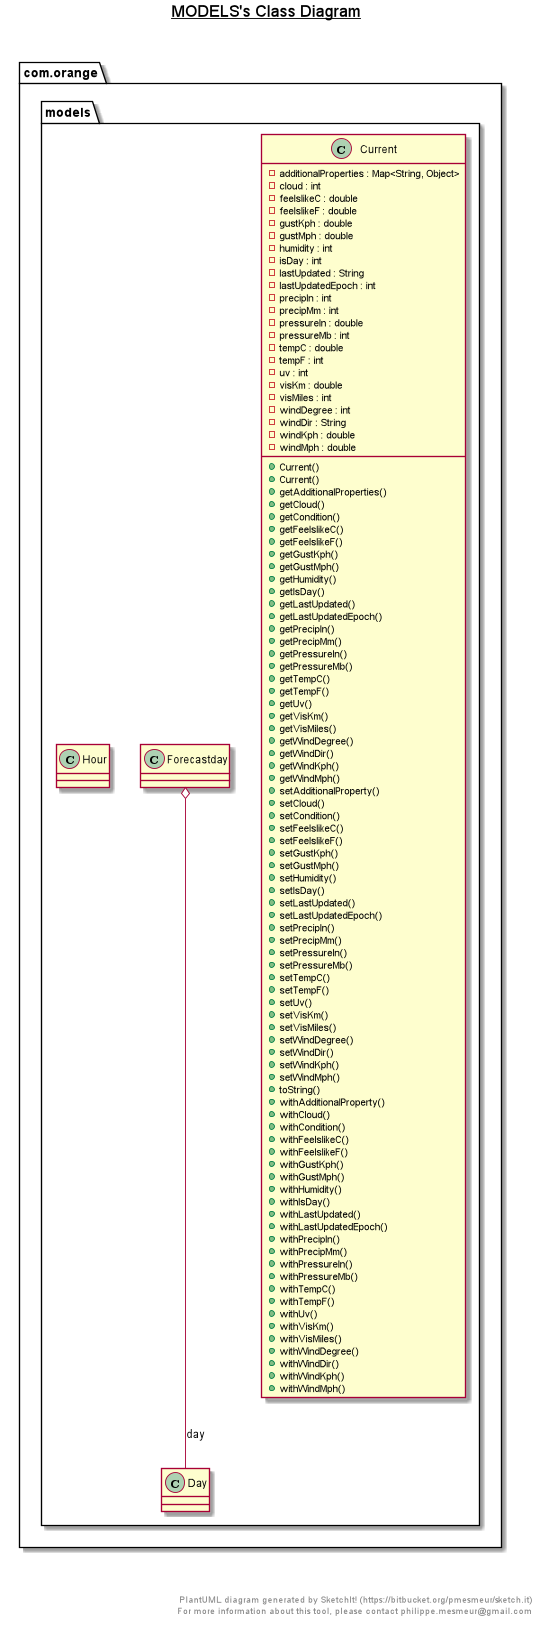 MODELS's Class Diagram
com.orange
models
C Current
additionalProperties : Map<String, Object>
cloud : int
feelslikeC : double
feelslikeF : double
gustKph : double
gustMph : double
humidity : int
isDay : int
lastUpdated : String
lastUpdatedEpoch : int
precipIn : int
precipMm : int
pressureIn : double
pressureMb : int
tempC : double
tempF : int
uv : int
visKm : double
visMiles : int
windDegree : int
windDir : String
windKph : double
windMph : double
Current()
Current()
getAdditionalProperties()
getCloud()
getCondition()
getFeelslikeC()
getFeelslikeF()
getGustKph()
getGustMph()
getHumidity()
getIsDay()
getLastUpdated()
getLastUpdatedEpoch()
getPrecipIn()
getPrecipMm()
getPressureIn()
getPressureMb()
getTempC()
getTempF()
getUv()
getVisKm()
getVisMiles()
getWindDegree()
getWindDir()
getWindKph()
getWindMph()
setAdditionalProperty()
setCloud()
setCondition()
setFeelslikeC()
setFeelslikeF()
setGustKph()
setGustMph()
setHumidity()
setIsDay()
setLastUpdated()
setLastUpdatedEpoch()
setPrecipIn()
setPrecipMm()
setPressureIn()
setPressureMb()
setTempC()
setTempF()
setUv()
setVisKm()
setVisMiles()
setWindDegree()
setWindDir()
setWindKph()
setWindMph()
toString()
withAdditionalProperty()
withCloud()
withCondition()
withFeelslikeC()
withFeelslikeF()
withGustKph()
withGustMph()
withHumidity()
withIsDay()
withLastUpdated()
withLastUpdatedEpoch()
withPrecipIn()
withPrecipMm()
withPressureIn()
withPressureMb()
withTempC()
withTempF()
withUv()
withVisKm()
withVisMiles()
withWindDegree()
withWindDir()
withWindKph()
withWindMph()
C Hour
C Forecastday
day
C Day
PlantUML diagram generated by SketchIt! (https://bitbucket.org/pmesmeur/sketch.it)
For more information about this tool, please contact philippe.mesmeur@gmail.com